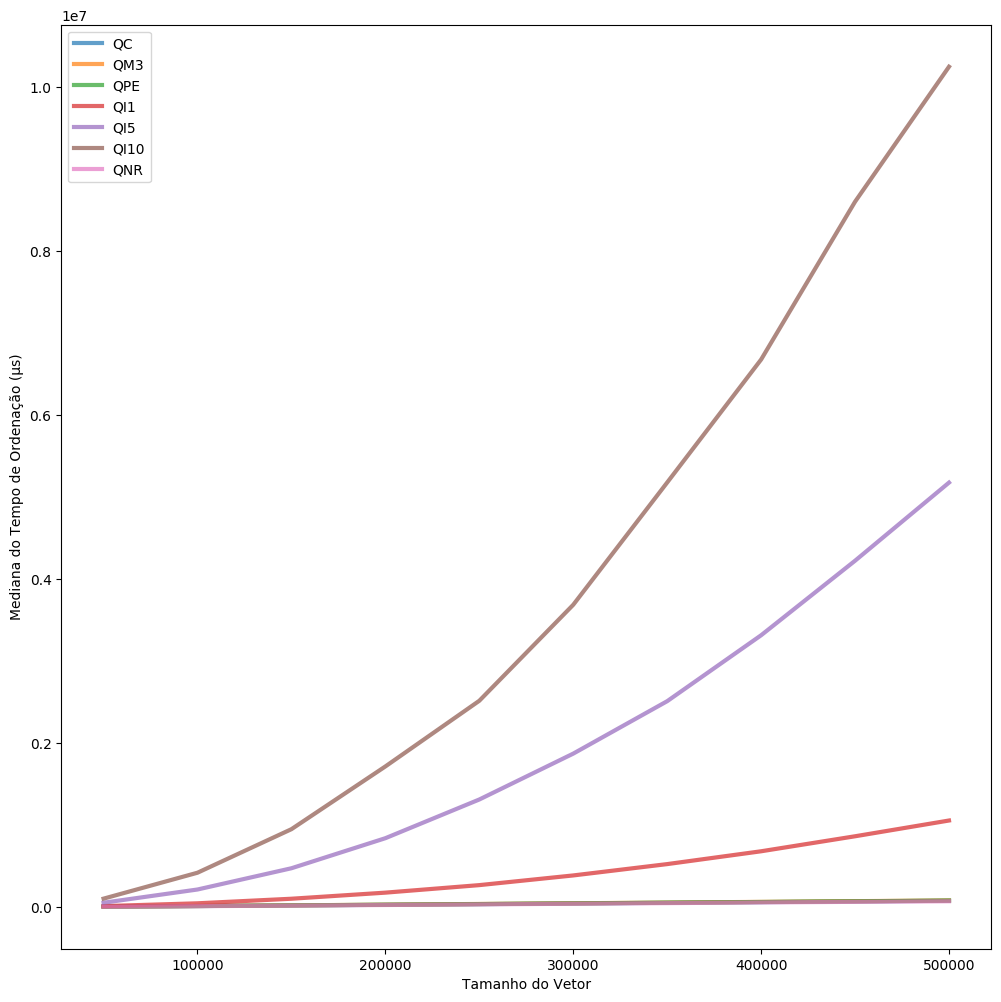 1e7
QC
QM3
QPE
QI1
QI5
QI10
QNR
1.0
0.8
0.6
0.4
0.2
0.0
Mediana do Tempo de Ordenação (µs)
100000 200000 300000 400000 500000
Tamanho do Vetor